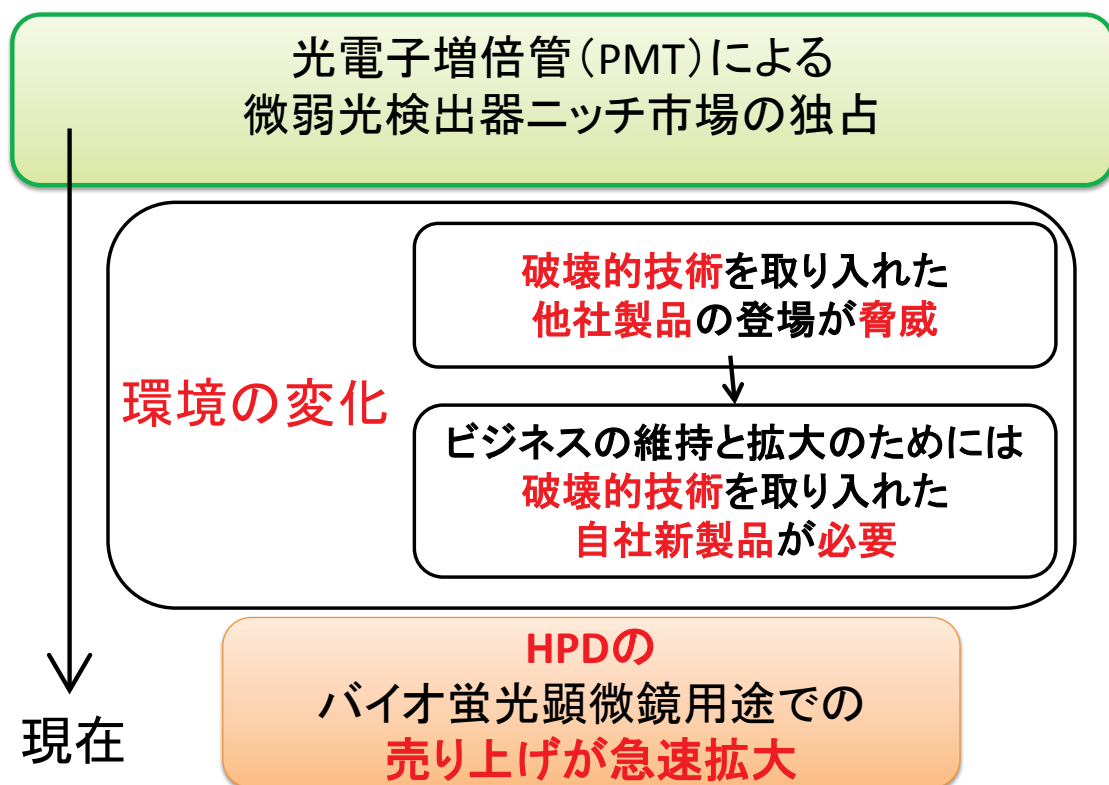 光電子増倍管（PMT）による
微弱光検出器ニッチ市場の独占
環境の変化
破壊的技術を取り入れた
他社製品の登場が脅威
ビジネスの維持と拡大のためには
破壊的技術を取り入れた
自社新製品が必要
HPDの
バイオ蛍光顕微鏡用途での
売り上げが急速拡大
現在